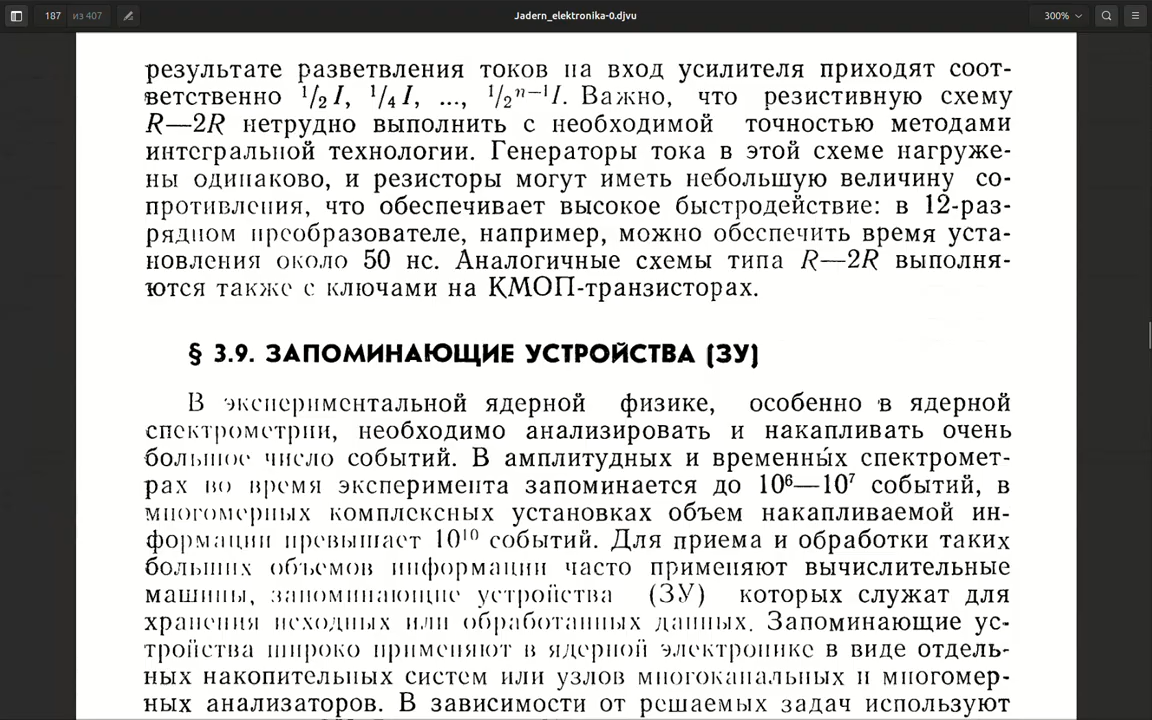 187 из 407
Jadern_elektronika-0.djvu
300%
результате разветвления токов на вход усилителя приходят соот-
ветственно ¹/₂ I, ¹/₄ I, ..., ¹/₂ⁿ⁻¹I. Важно, что резистивную схему
R—2R нетрудно выполнить с необходимой точностью методами
интегральной технологии. Генераторы тока в этой схеме нагруже-
ны одинаково, и резисторы могут иметь небольшую величину со-
противления, что обеспечивает высокое быстродействие: в 12-раз-
рядном преобразователе, например, можно обеспечить время уста-
новления около 50 нс. Аналогичные схемы типа R—2R выполня-
ются также с ключами на КМОП-транзисторах.
§ 3.9. ЗАПОМИНАЮЩИЕ УСТРОЙСТВА (ЗУ)
В экспериментальной ядерной физике, особенно в ядерной
спектрометрии, необходимо анализировать и накапливать очень
большое число событий. В амплитудных и временны́х спектромет-
рах во время эксперимента запоминается до 10⁶—10⁷ событий, в
многомерных комплексных установках объем накапливаемой ин-
формации превышает 10¹⁰ событий. Для приема и обработки таких
больших объемов информации часто применяют вычислительные
машины, запоминающие устройства (ЗУ) которых служат для
хранения исходных или обработанных данных. Запоминающие ус-
тройства широко применяют в ядерной электронике в виде отдель-
ных накопительных систем или узлов многоканальных и многомер-
ных анализаторов. В зависимости от решаемых задач используют